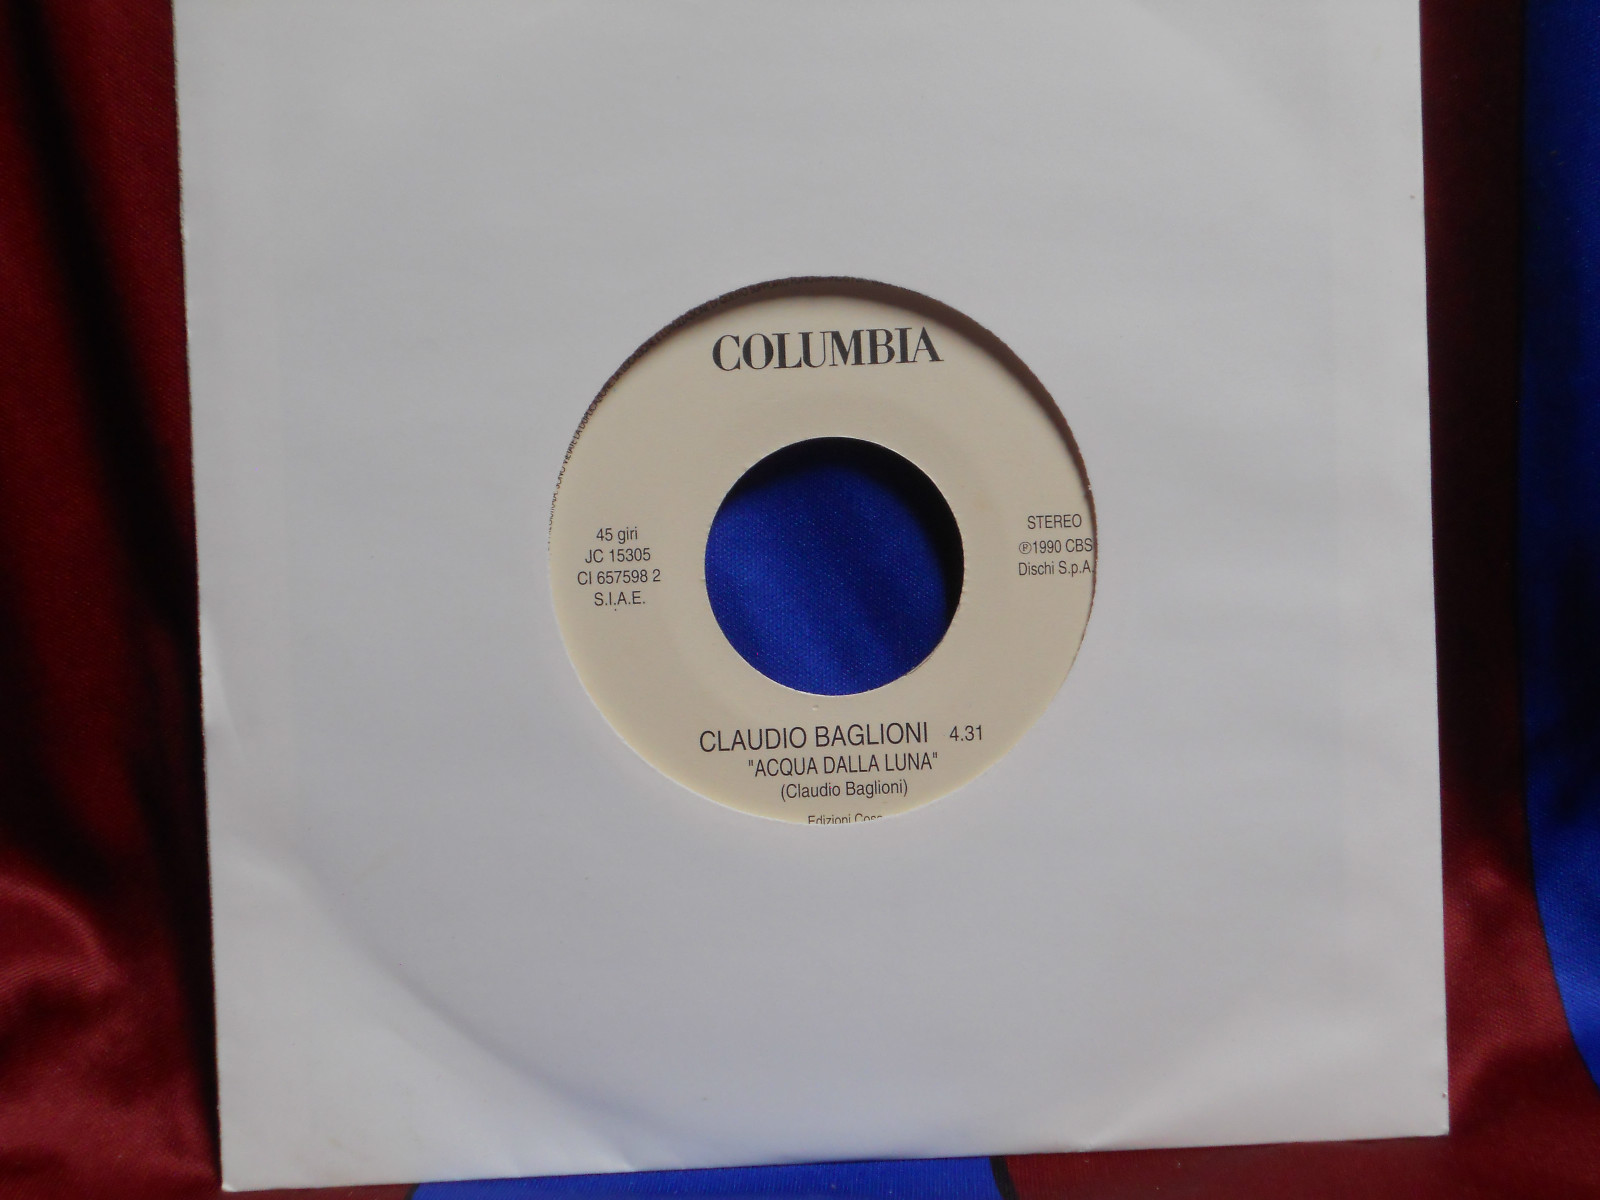 COLUMBIA
45 giri
JC 15305
CI 657598 2
S.I.A.E.
STEREO
℗1990 CBS
Dischi S.p.A.
CLAUDIO BAGLIONI 4.31
"ACQUA DALLA LUNA"
(Claudio Baglioni)
Edizioni